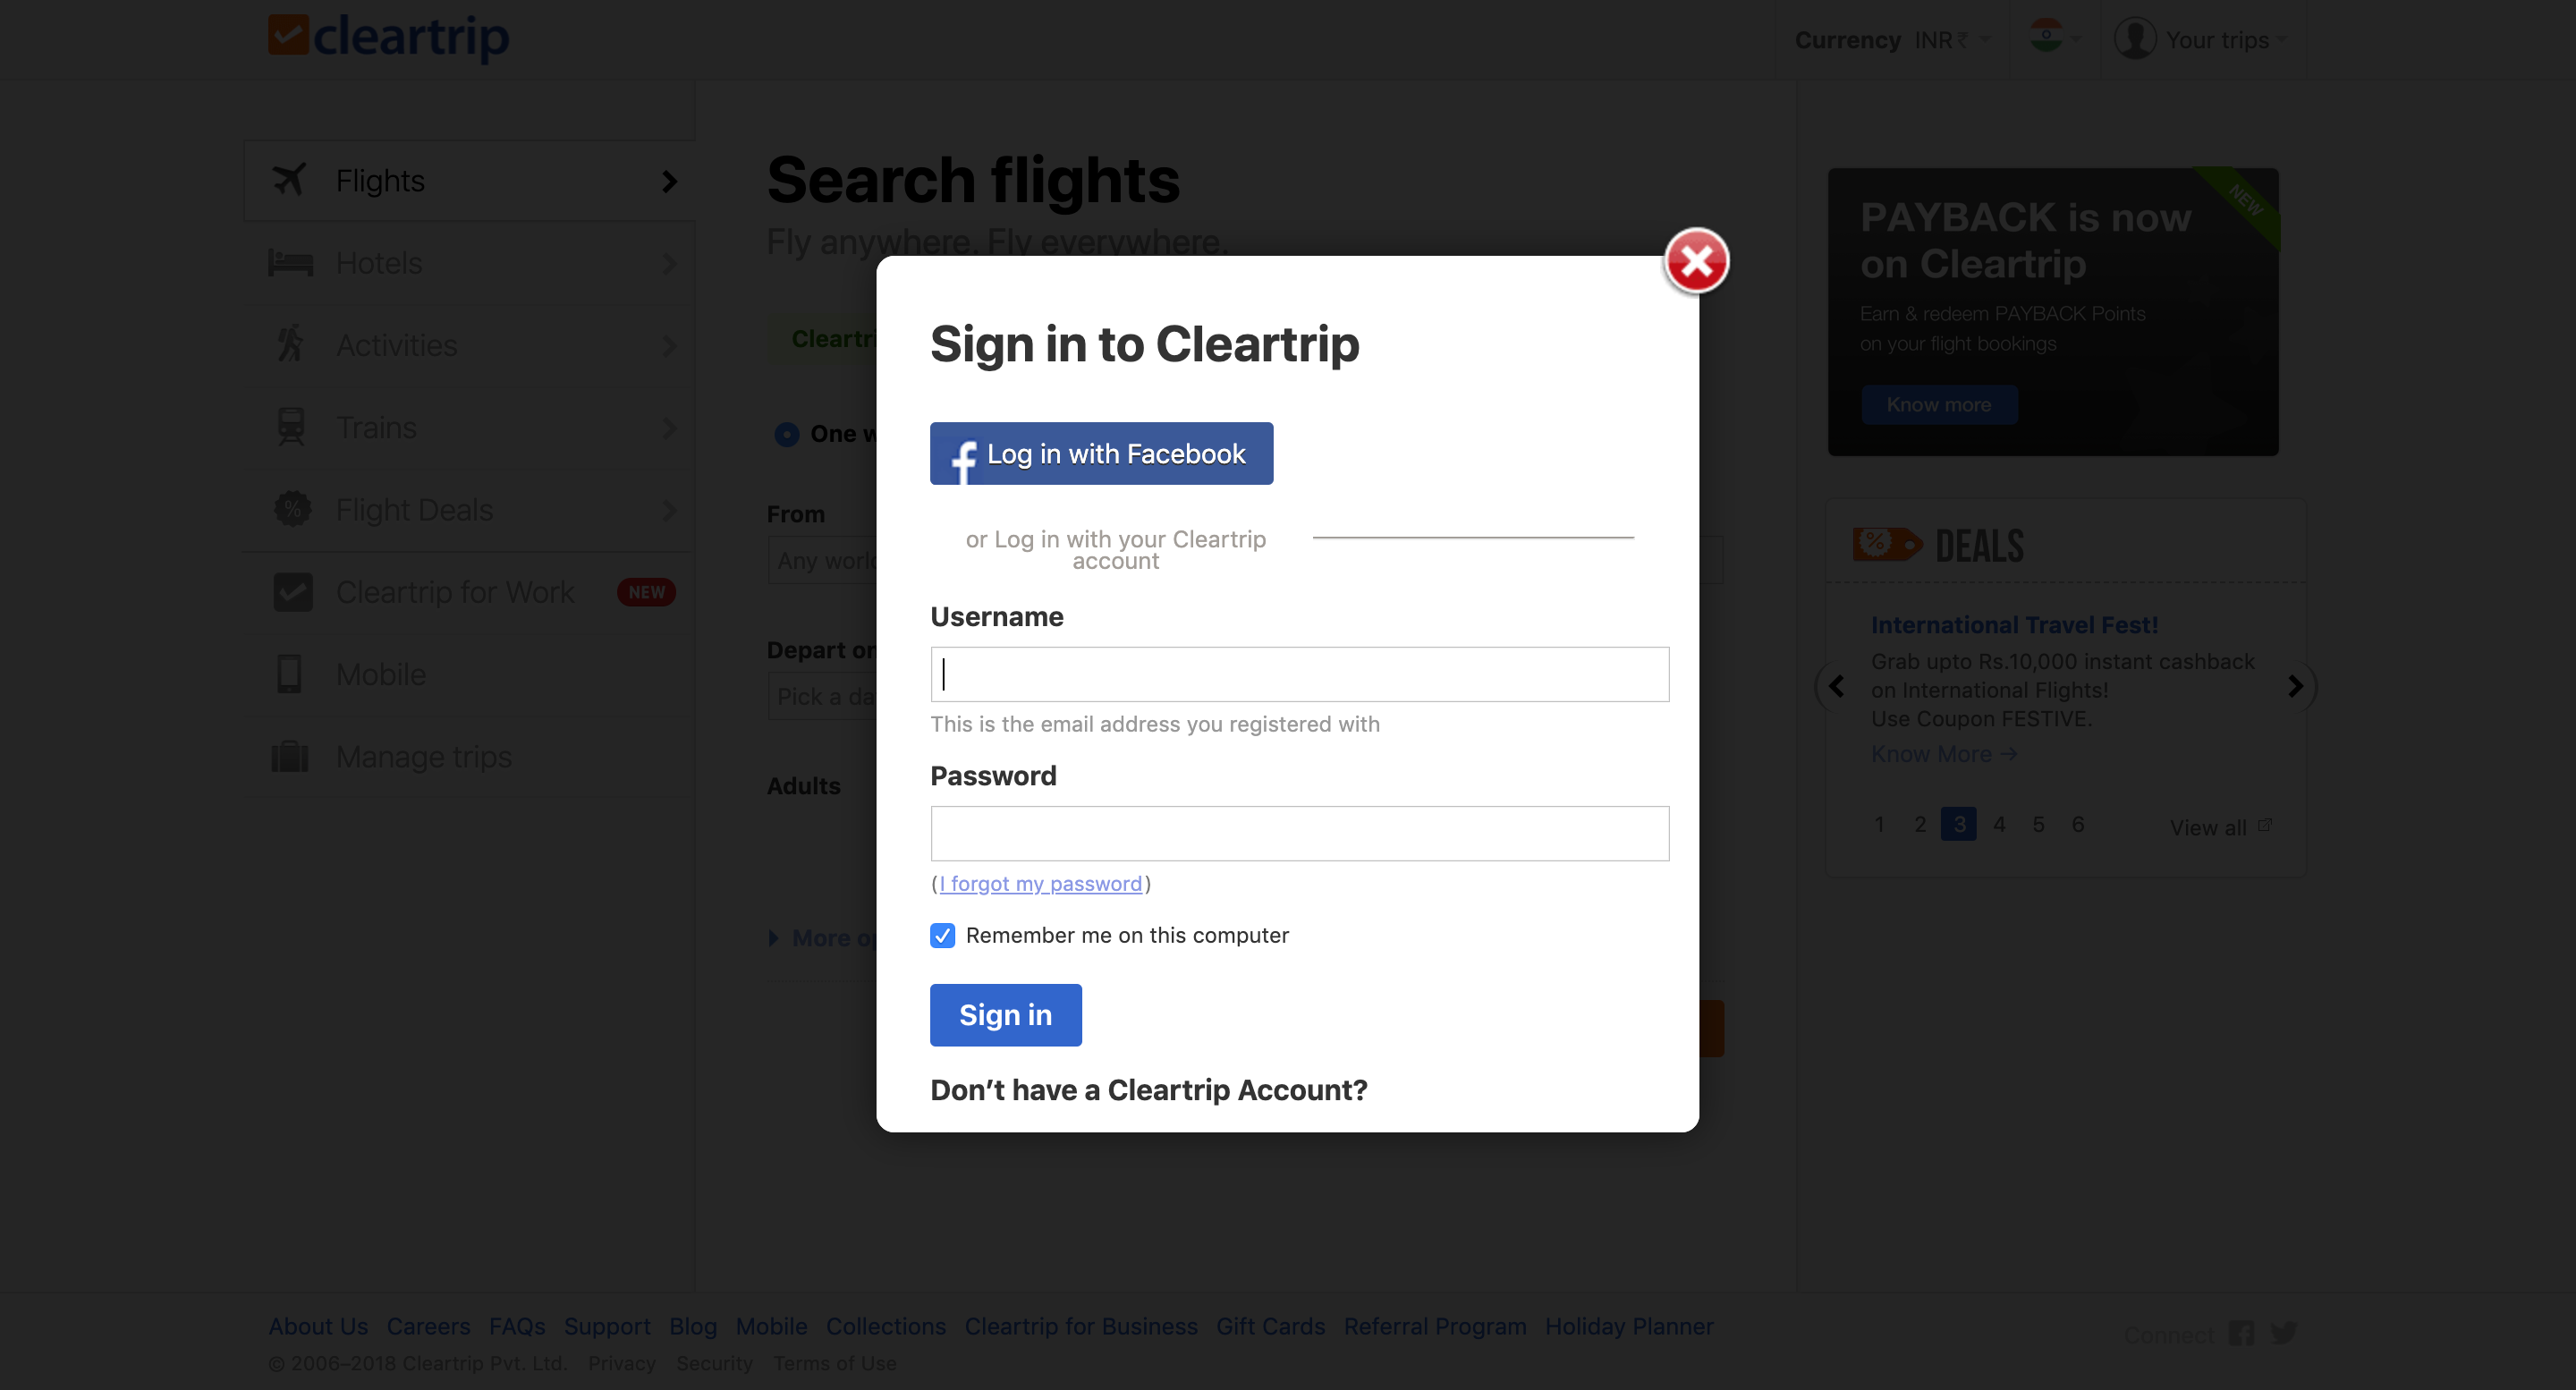 cleartrip
Currency INR ₹
Your trips
Flights
Hotels
Activities
Trains
Flight Deals
Cleartrip for Work NEW
Mobile
Manage trips
Search flights
Fly anywhere. Fly everywhere.
Cleartri
One w
From
Any worl
Depart on
Pick a da
Adults
More op
Sign in to Cleartrip
f Log in with Facebook
or Log in with your Cleartrip
account
Username
This is the email address you registered with
Password
(I forgot my password)
Remember me on this computer
Sign in
Don’t have a Cleartrip Account?
NEW
PAYBACK is now
on Cleartrip
Earn & redeem PAYBACK Points
on your flight bookings
Know more
% DEALS
International Travel Fest!
Grab upto Rs.10,000 instant cashback
on International Flights!
Use Coupon FESTIVE.
Know More →
1 2 3 4 5 6 View all
About Us Careers FAQs Support Blog Mobile Collections Cleartrip for Business Gift Cards Referral Program Holiday Planner
© 2006–2018 Cleartrip Pvt. Ltd. Privacy Security Terms of Use
Connect